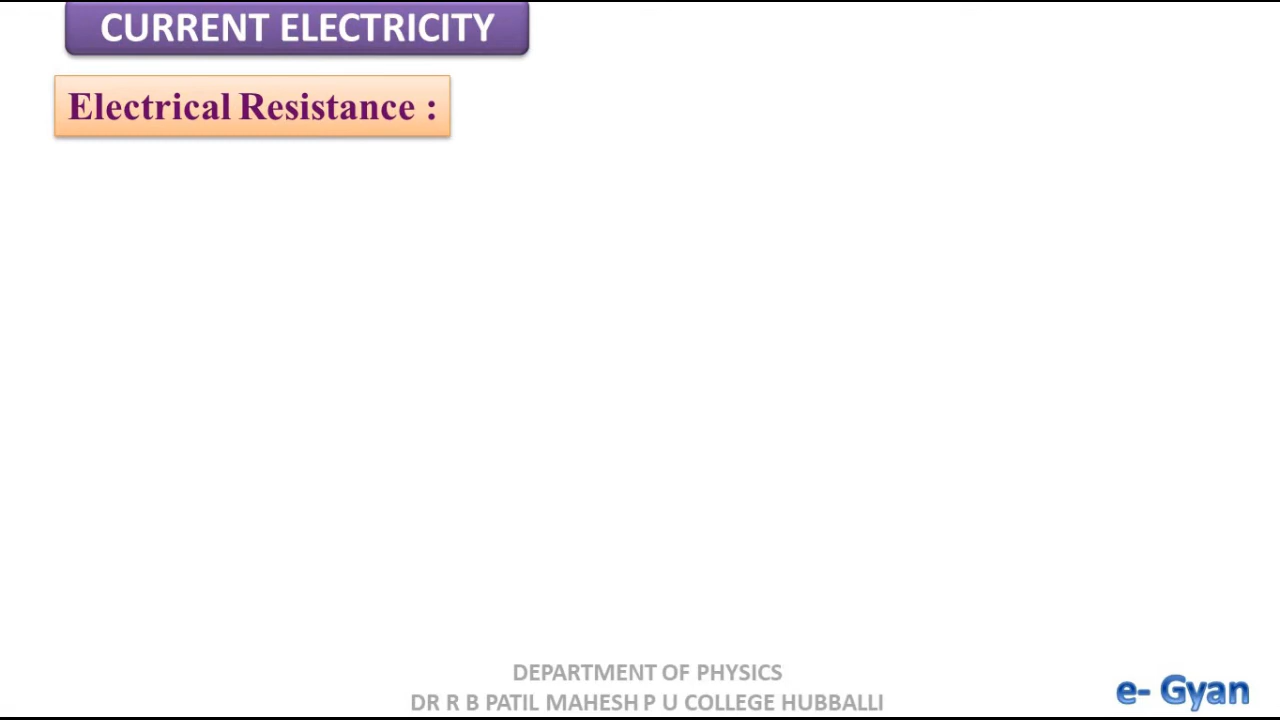 CURRENT ELECTRICITY
Electrical Resistance :
DEPARTMENT OF PHYSICS
DR R B PATIL MAHESH P U COLLEGE HUBBALLI
e- Gyan